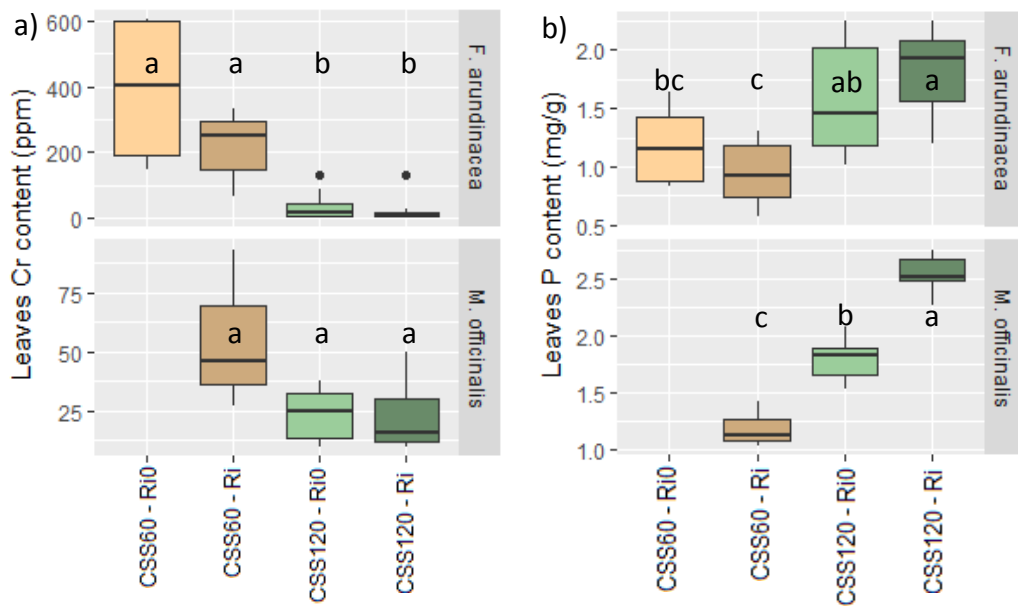 a)
Leaves Cr content (ppm)
600
400
200
0
a a b b
F. arundinacea
75
50
25
a a a
M. officinalis
CSS60 - Ri0
CSS60 - Ri
CSS120 - Ri0
CSS120 - Ri
b)
Leaves P content (mg/g)
2.0
1.5
1.0
0.5
bc c ab a
F. arundinacea
2.5
2.0
1.5
1.0
c b a
M. officinalis
CSS60 - Ri0
CSS60 - Ri
CSS120 - Ri0
CSS120 - Ri